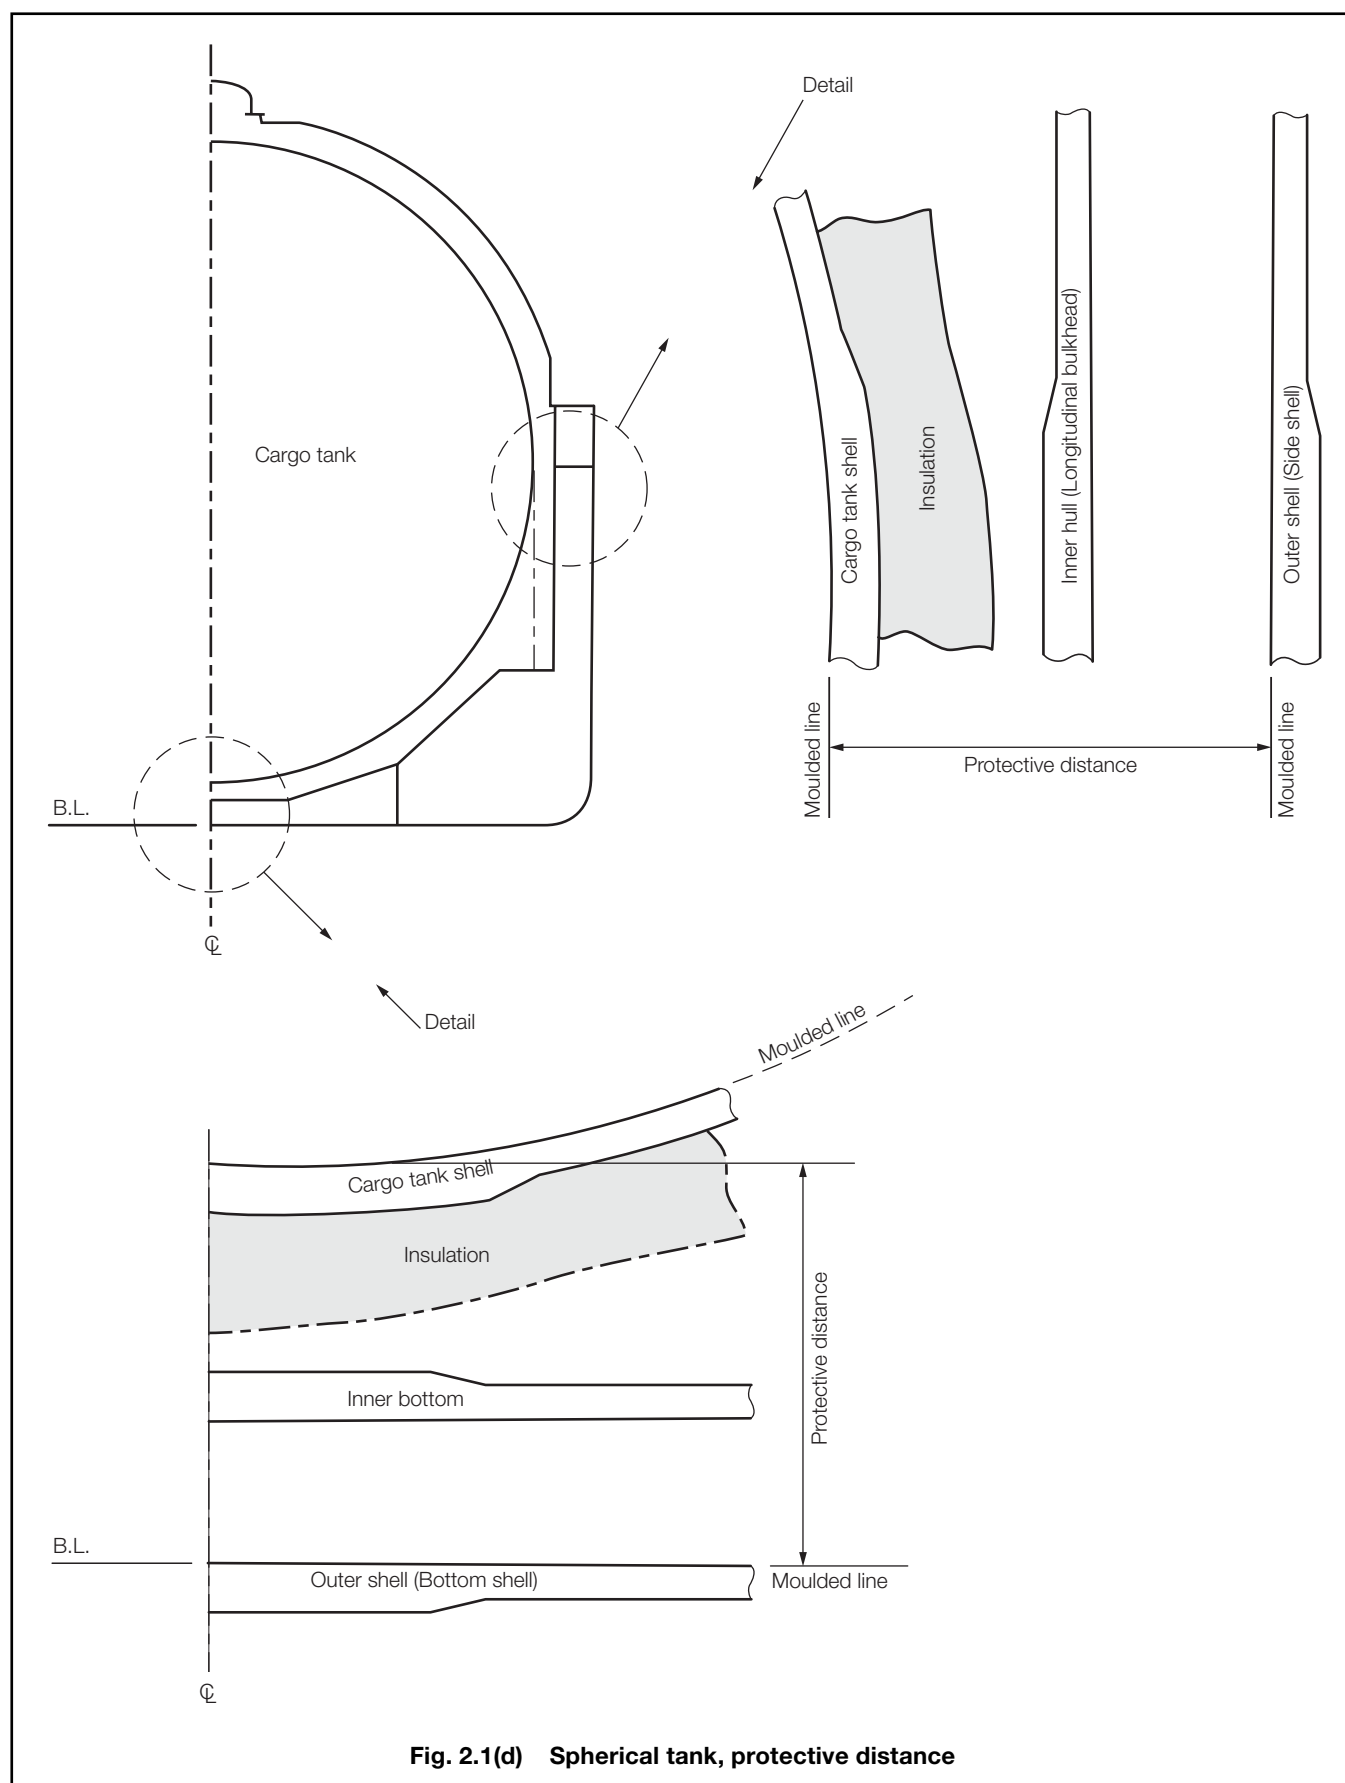 Detail
Cargo tank
Cargo tank shell
Insulation
Inner hull (Longitudinal bulkhead)
Outer shell (Side shell)
Moulded line
Protective distance
Moulded line
B.L.
℄
Detail
Moulded line
Cargo tank shell
Insulation
Protective distance
Inner bottom
B.L.
Outer shell (Bottom shell)
Moulded line
℄
Fig. 2.1(d) Spherical tank, protective distance